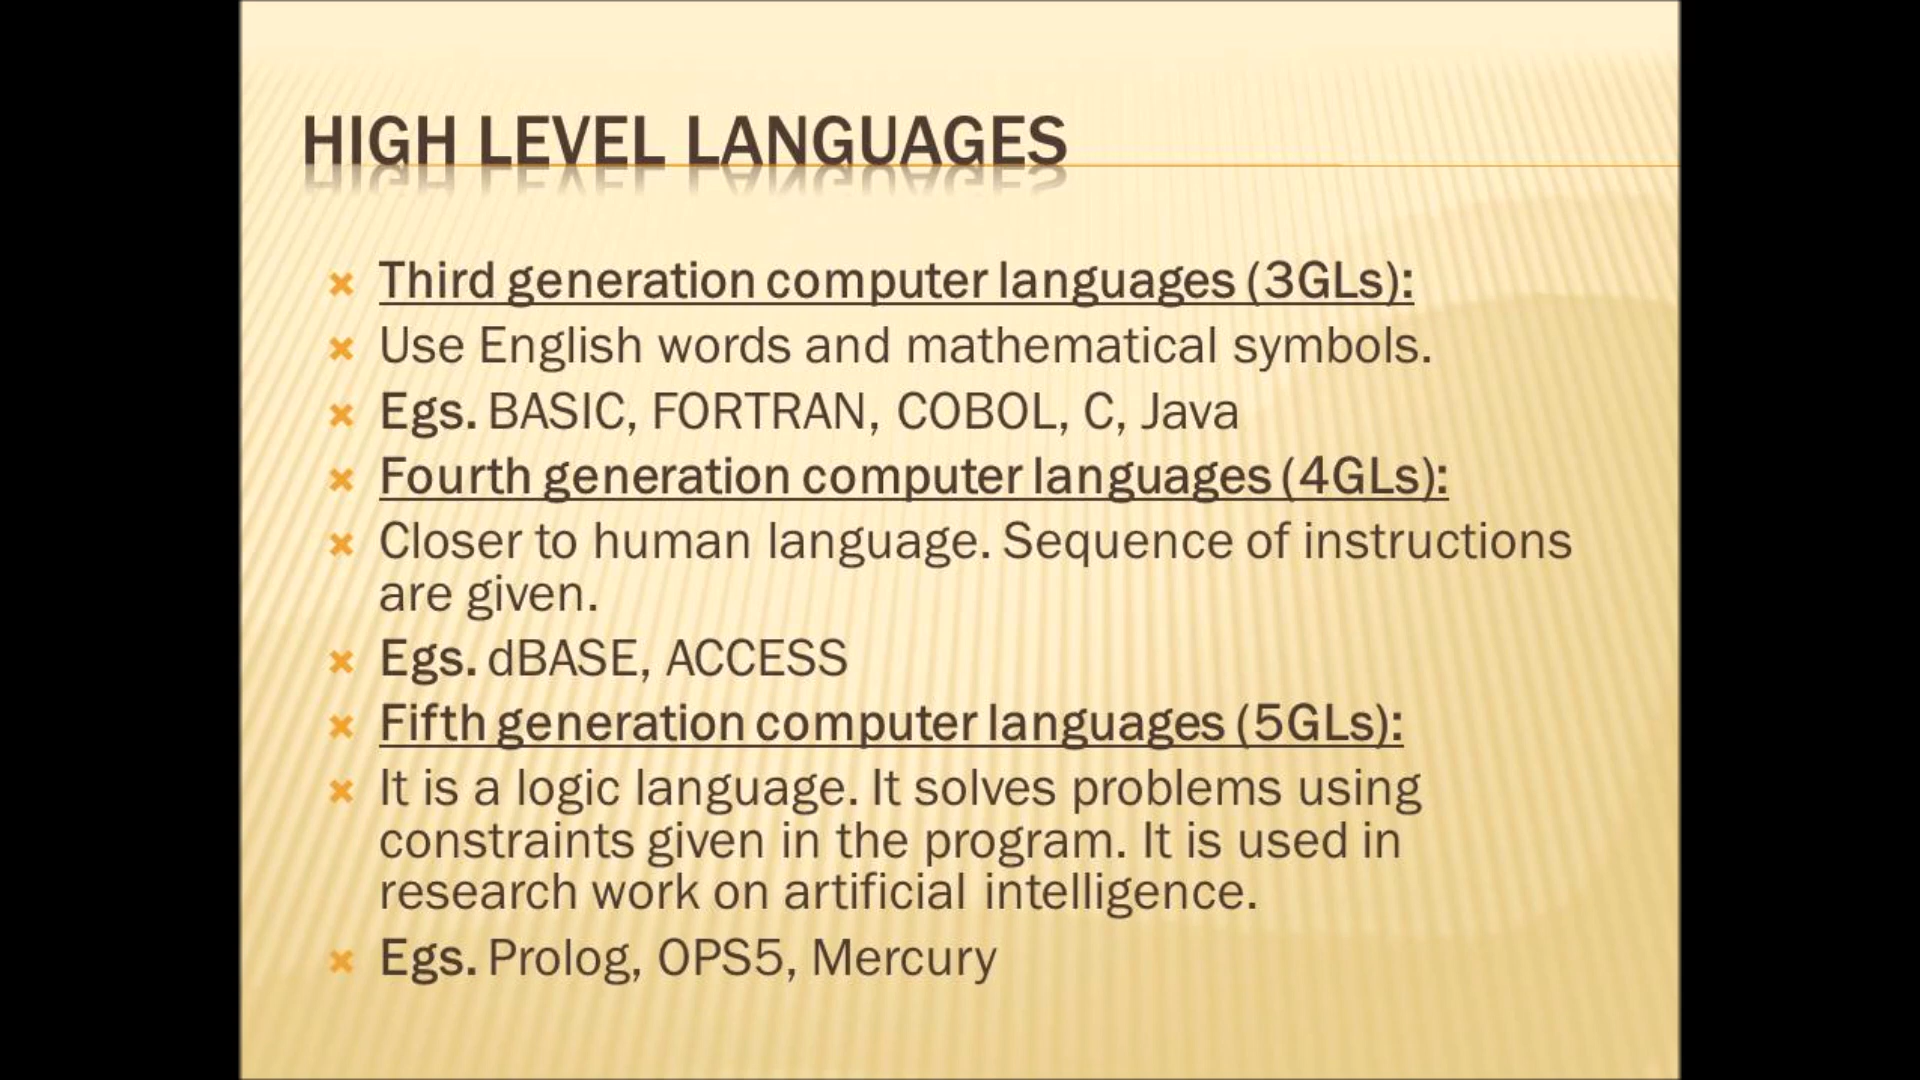 HIGH LEVEL LANGUAGES
Third generation computer languages (3GLs):
Use English words and mathematical symbols.
Egs. BASIC, FORTRAN, COBOL, C, Java
Fourth generation computer languages (4GLs):
Closer to human language. Sequence of instructions
are given.
Egs. dBASE, ACCESS
Fifth generation computer languages (5GLs):
It is a logic language. It solves problems using
constraints given in the program. It is used in
research work on artificial intelligence.
Egs. Prolog, OPS5, Mercury